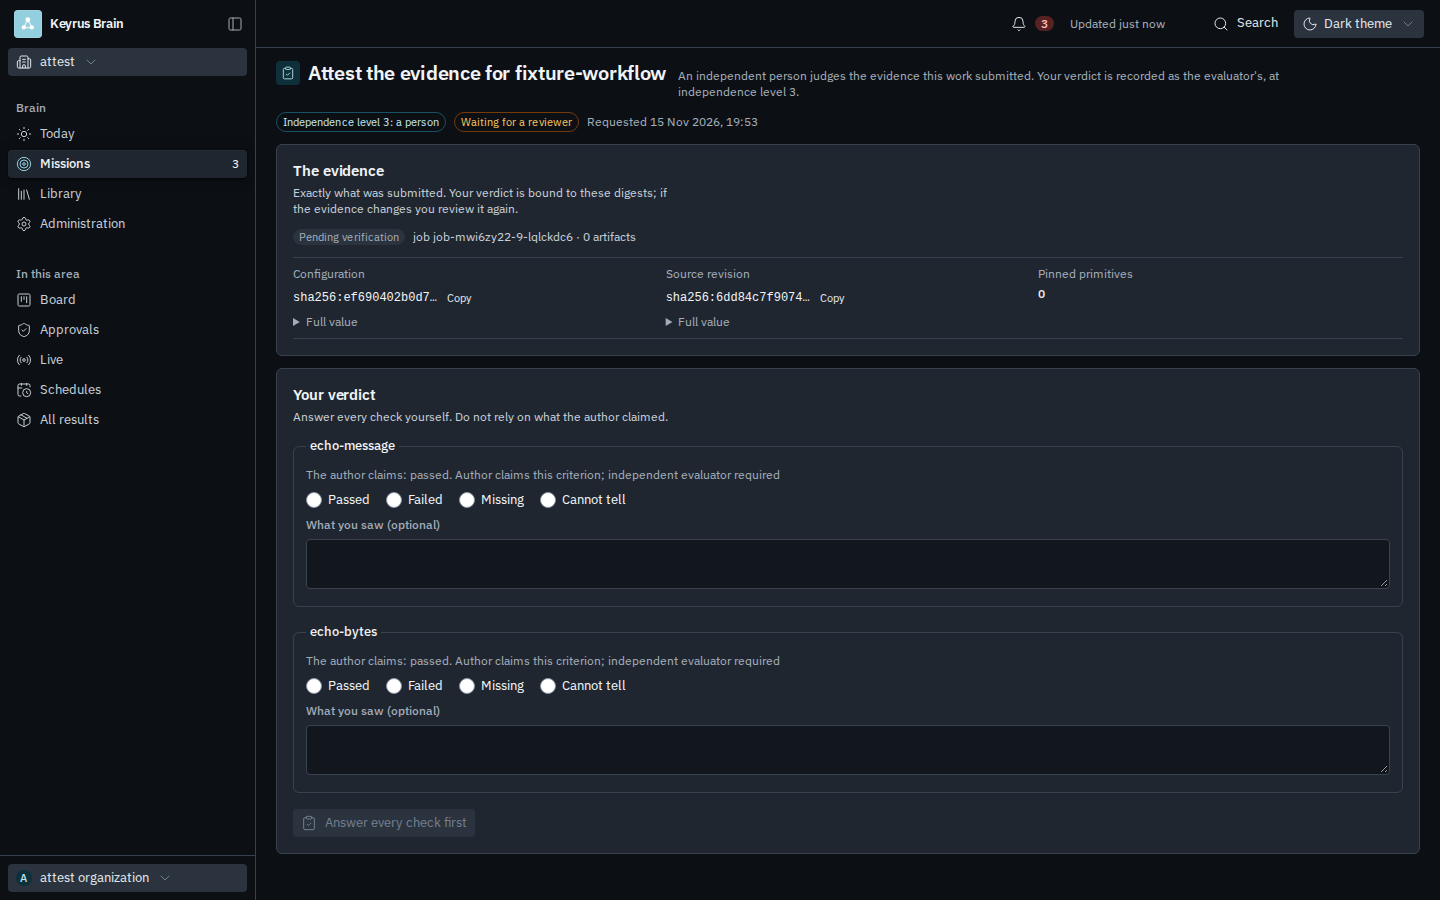 Keyrus Brain
attest
Brain
Today
Missions 3
Library
Administration
In this area
Board
Approvals
Live
Schedules
All results
A attest organization
3 Updated just now Search Dark theme
Attest the evidence for fixture-workflow
An independent person judges the evidence this work submitted. Your verdict is recorded as the evaluator's, at
independence level 3.
Independence level 3: a person Waiting for a reviewer Requested 15 Nov 2026, 19:53
The evidence
Exactly what was submitted. Your verdict is bound to these digests; if
the evidence changes you review it again.
Pending verification job job-mwi6zy22-9-lqlckdc6 · 0 artifacts
Configuration Source revision Pinned primitives
sha256:ef690402b0d7… Copy sha256:6dd84c7f9074… Copy 0
Full value Full value
Your verdict
Answer every check yourself. Do not rely on what the author claimed.
echo-message
The author claims: passed. Author claims this criterion; independent evaluator required
Passed Failed Missing Cannot tell
What you saw (optional)
echo-bytes
The author claims: passed. Author claims this criterion; independent evaluator required
Passed Failed Missing Cannot tell
What you saw (optional)
Answer every check first